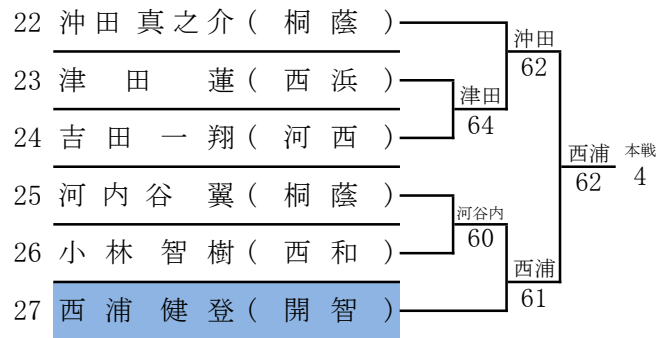 22 沖田真之介(桐蔭)
沖田
62
23 津田 蓮(西浜)
津田
64
24 吉田一翔(河西)
西浦 本戦
62 4
25 河内谷 翼(桐蔭)
河谷内
60
26 小林智樹(西和)
西浦
61
27 西浦健登(開智)